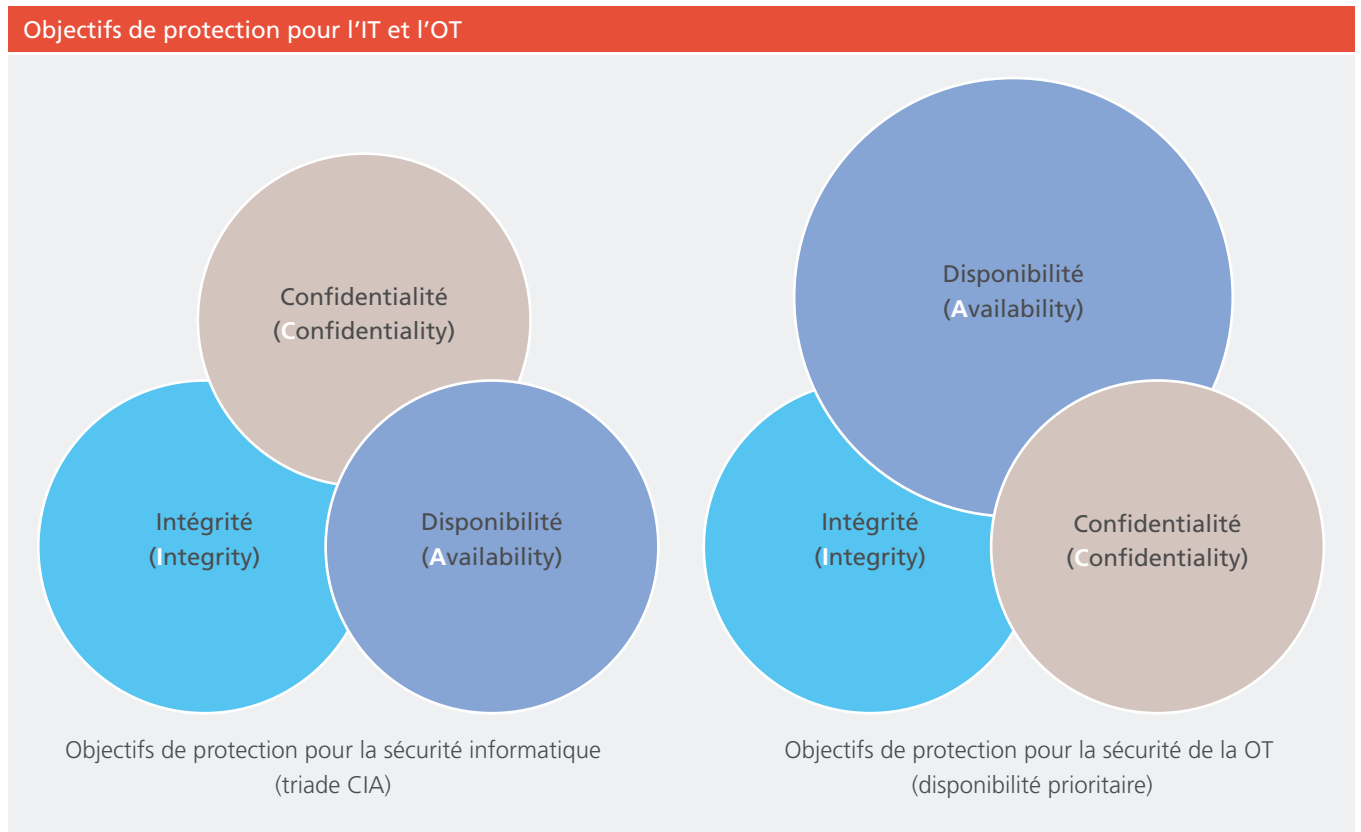 Objectifs de protection pour l'IT et l'OT
Confidentialité
(Confidentiality)
Intégrité
(Integrity)
Disponibilité
(Availability)
Objectifs de protection pour la sécurité informatique
(triade CIA)
Disponibilité
(Availability)
Intégrité
(Integrity)
Confidentialité
(Confidentiality)
Objectifs de protection pour la sécurité de la OT
(disponibilité prioritaire)